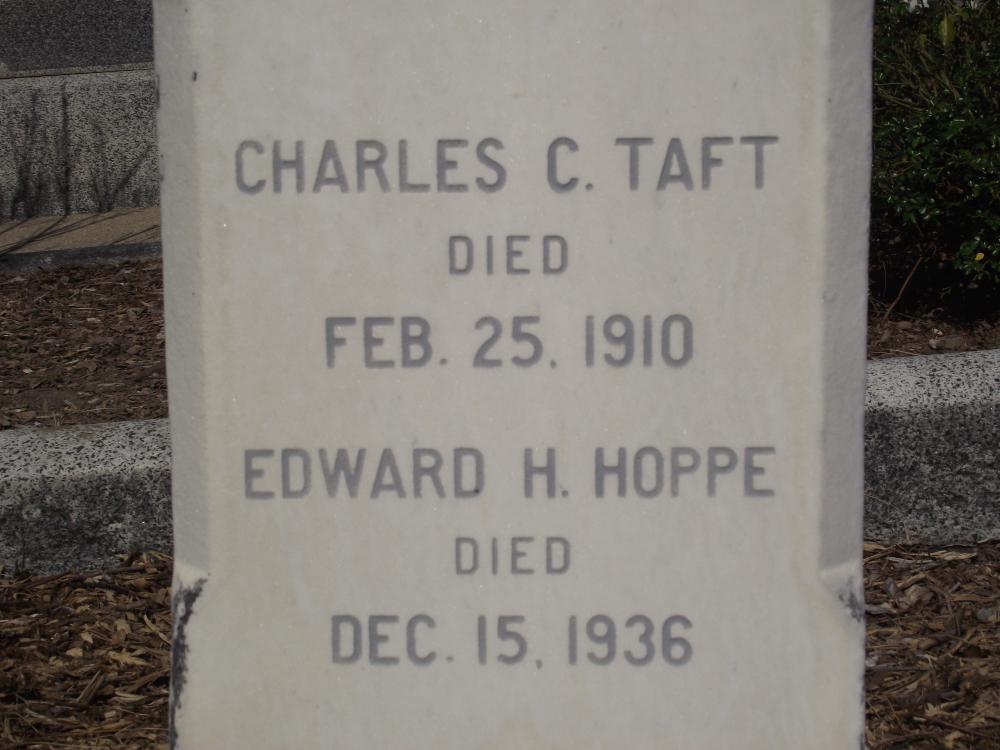 CHARLES C. TAFT
DIED
FEB. 25, 1910
EDWARD H. HOPPE
DIED
DEC. 15, 1936